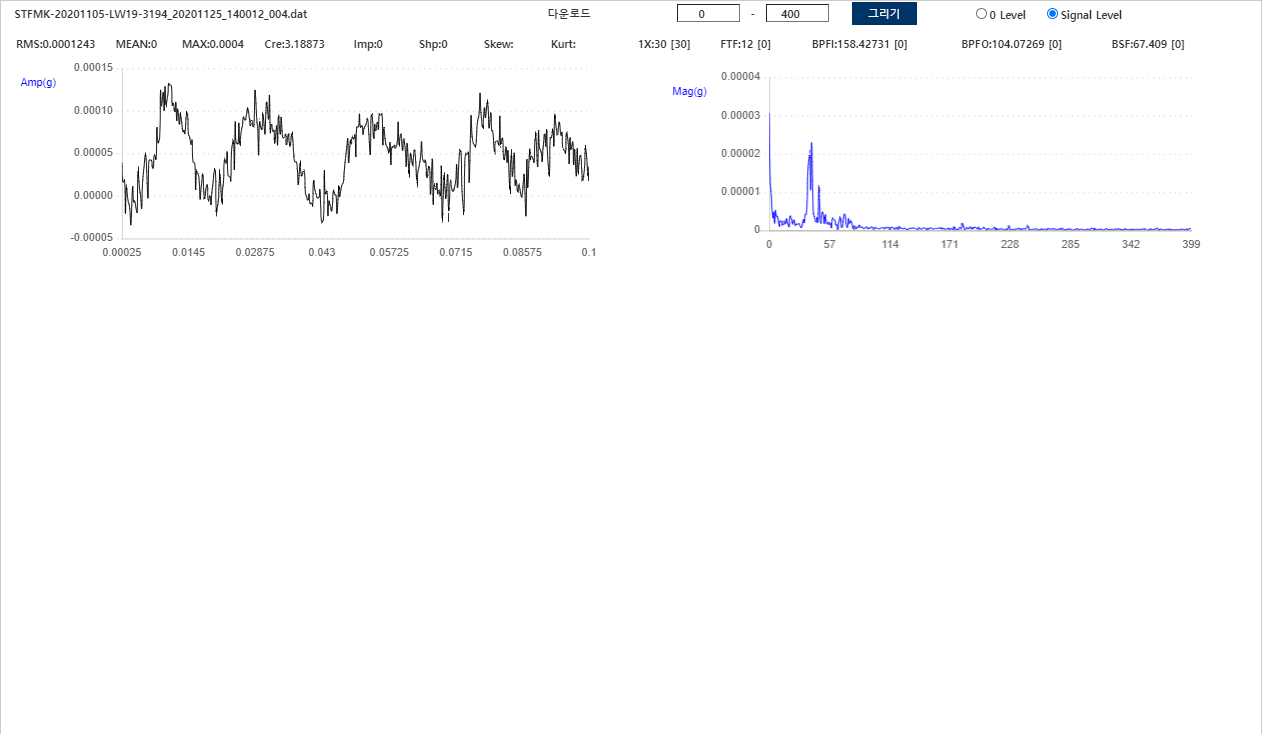 STFMK-20201105-LW19-3194_20201125_140012_004.dat 다운로드 0 - 400 그리기 0 Level Signal Level
RMS:0.0001243 MEAN:0 MAX:0.0004 Cre:3.18873 Imp:0 Shp:0 Skew: Kurt: 1X:30 [30] FTF:12 [0] BPFI:158.42731 [0] BPFO:104.07269 [0] BSF:67.409 [0]
Amp(g)
0.00015
0.00010
0.00005
0.00000
-0.00005
0.00025 0.0145 0.02875 0.043 0.05725 0.0715 0.08575 0.1
Mag(g)
0.00004
0.00003
0.00002
0.00001
0
0 57 114 171 228 285 342 399